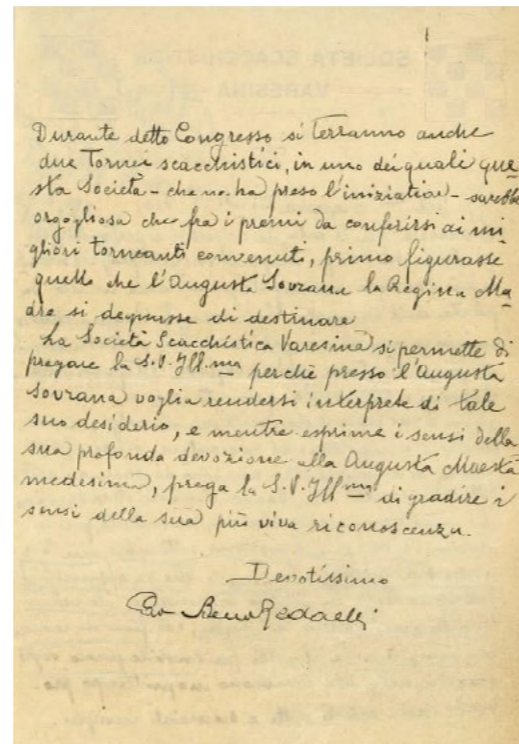 Durante detto Congresso si terranno anche
due Tornei scacchistici, in uno dei quali que-
sta Società - che ne ha preso l'iniziativa - sarebbe
orgogliosa che fra i premi da conferirsi ai mi-
gliori torneanti convenuti, primo figurasse
quello che l'Augusta Sovrana la Regina Ma-
dre si degnasse di destinare
La Società Scacchistica Varesina si permette di
pregare la S.V. Ill.ma perchè presso l'Augusta
Sovrana voglia rendersi interprete di tale
suo desiderio, e mentre esprime i sensi della
sua profonda devozione alla Augusta Maestà
medesima, prega la S.V. Ill.ma di gradire i
sensi della sua più viva riconoscenza.
Devotissimo
Redaelli